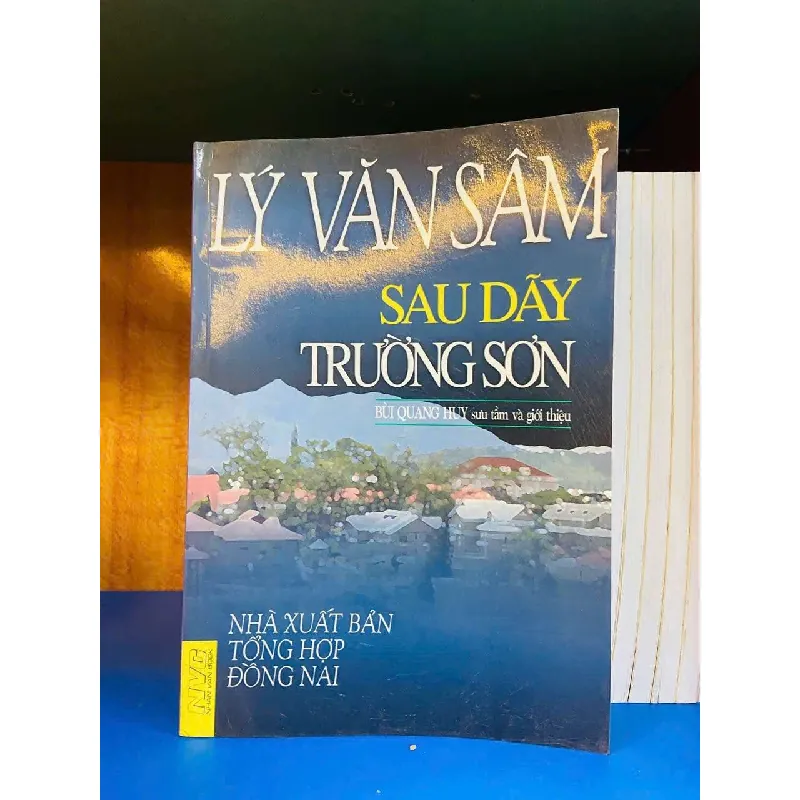 LÝ VĂN SÂM
SAU DÃY
TRƯỜNG SƠN
BÙI QUANG HUY sưu tầm và giới thiệu
NHÀ XUẤT BẢN
TỔNG HỢP
ĐỒNG NAI
NVC